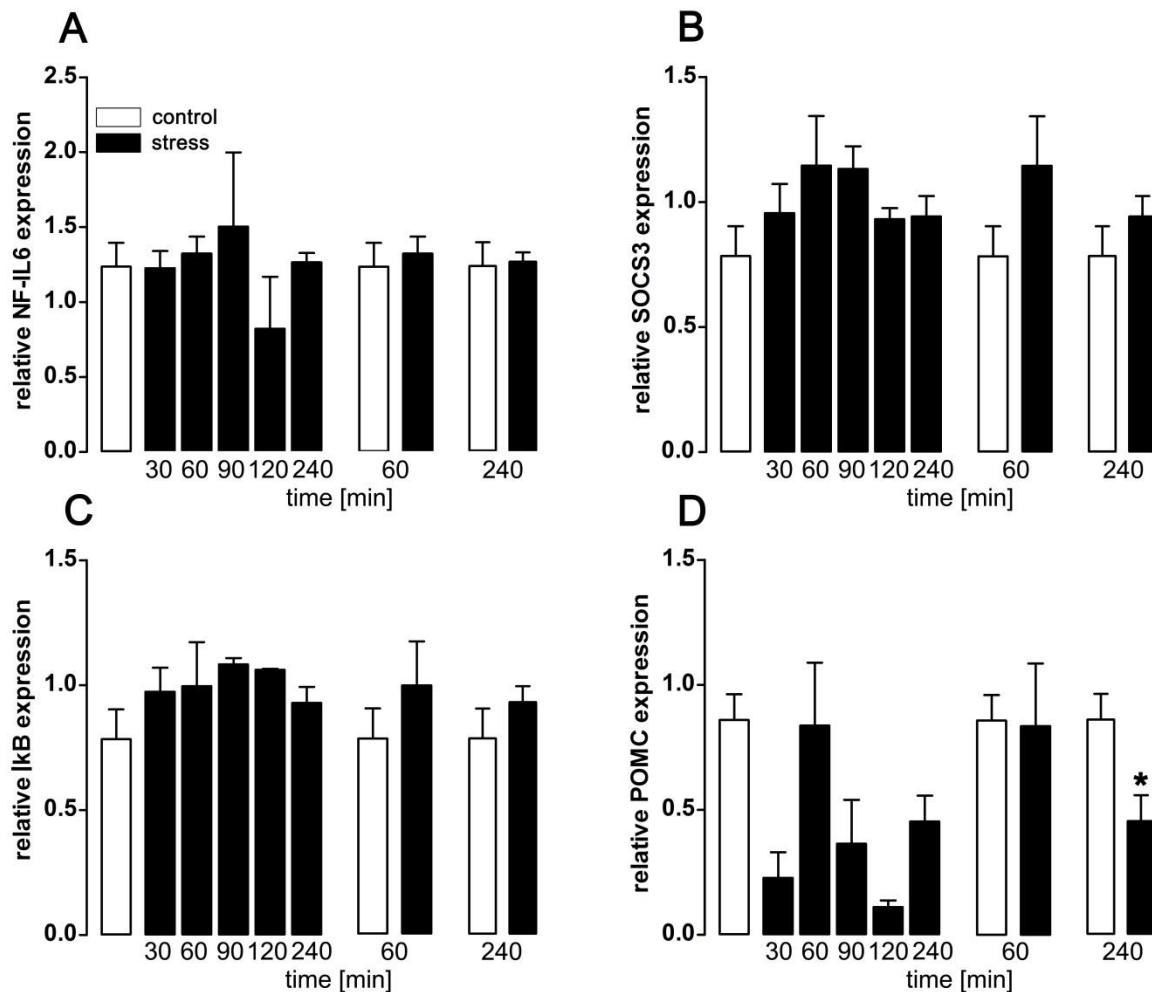 A
relative NF-IL6 expression
2.5
2.0
1.5
1.0
0.5
0.0
control
stress
30 60 90 120 240 60 240
time [min]
B
relative SOCS3 expression
1.5
1.0
0.5
0.0
30 60 90 120 240 60 240
time [min]
C
relative IkB expression
1.5
1.0
0.5
0.0
30 60 90 120 240 60 240
time [min]
D
relative POMC expression
1.5
1.0
0.5
0.0
*
30 60 90 120 240 60 240
time [min]